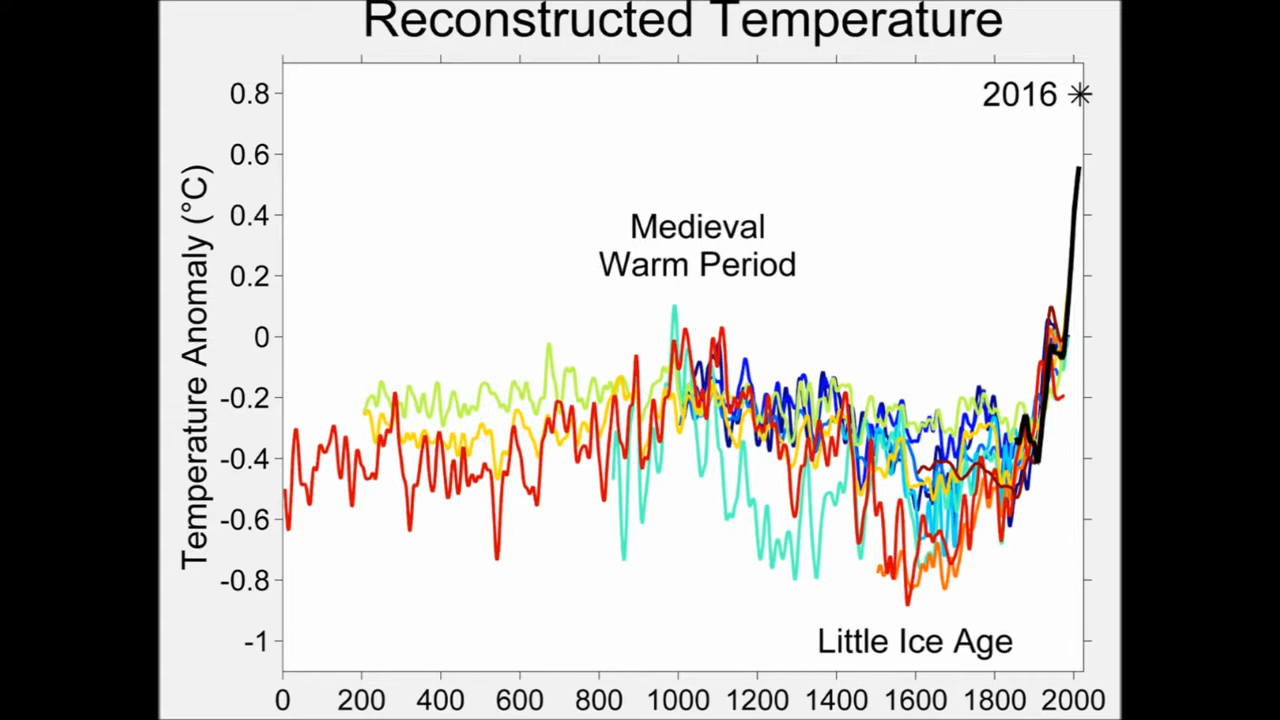 Reconstructed Temperature
Temperature Anomaly (°C)
0.8
0.6
0.4
0.2
0
-0.2
-0.4
-0.6
-0.8
-1
2016
Medieval
Warm Period
Little Ice Age
0 200 400 600 800 1000 1200 1400 1600 1800 2000